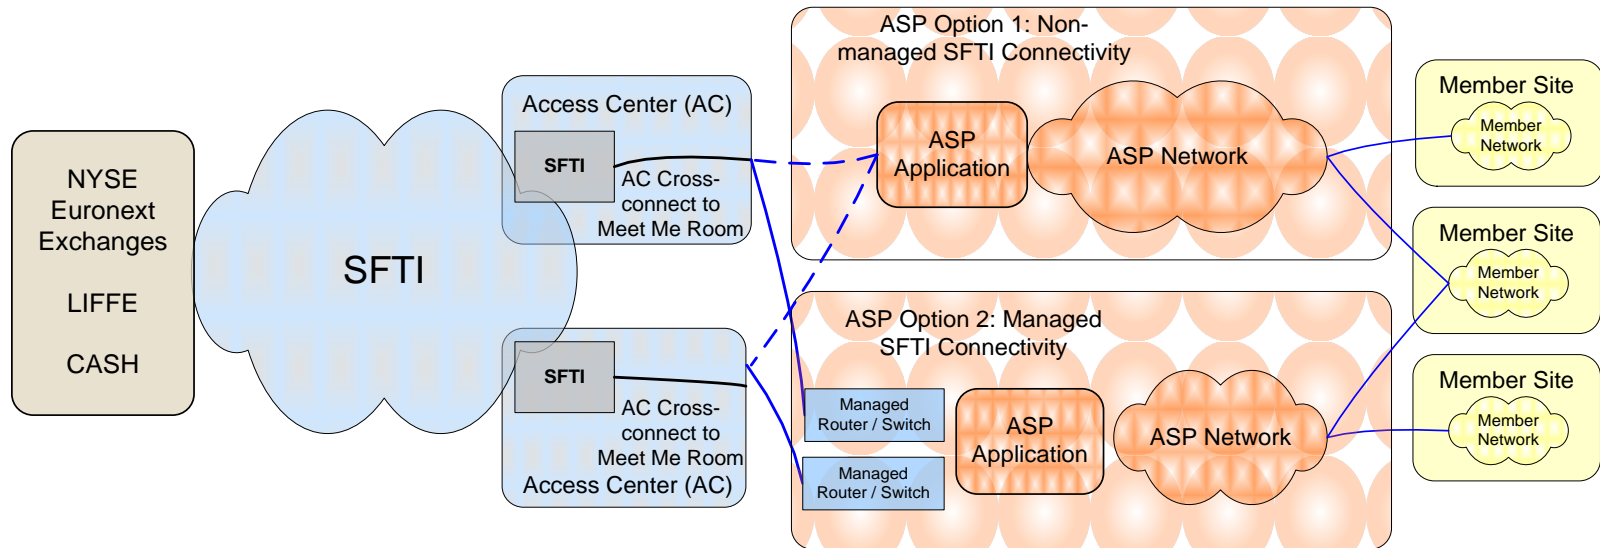 NYSE
Euronext
Exchanges
LIFFE
CASH
SFTI
Access Center (AC)
SFTI
AC Cross-
connect to
Meet Me Room
SFTI
AC Cross-
connect to
Meet Me Room
Access Center (AC)
ASP Option 1: Non-
managed SFTI Connectivity
ASP
Application
ASP Network
ASP Option 2: Managed
SFTI Connectivity
Managed
Router / Switch
Managed
Router / Switch
ASP
Application
ASP Network
Member Site
Member
Network
Member Site
Member
Network
Member Site
Member
Network